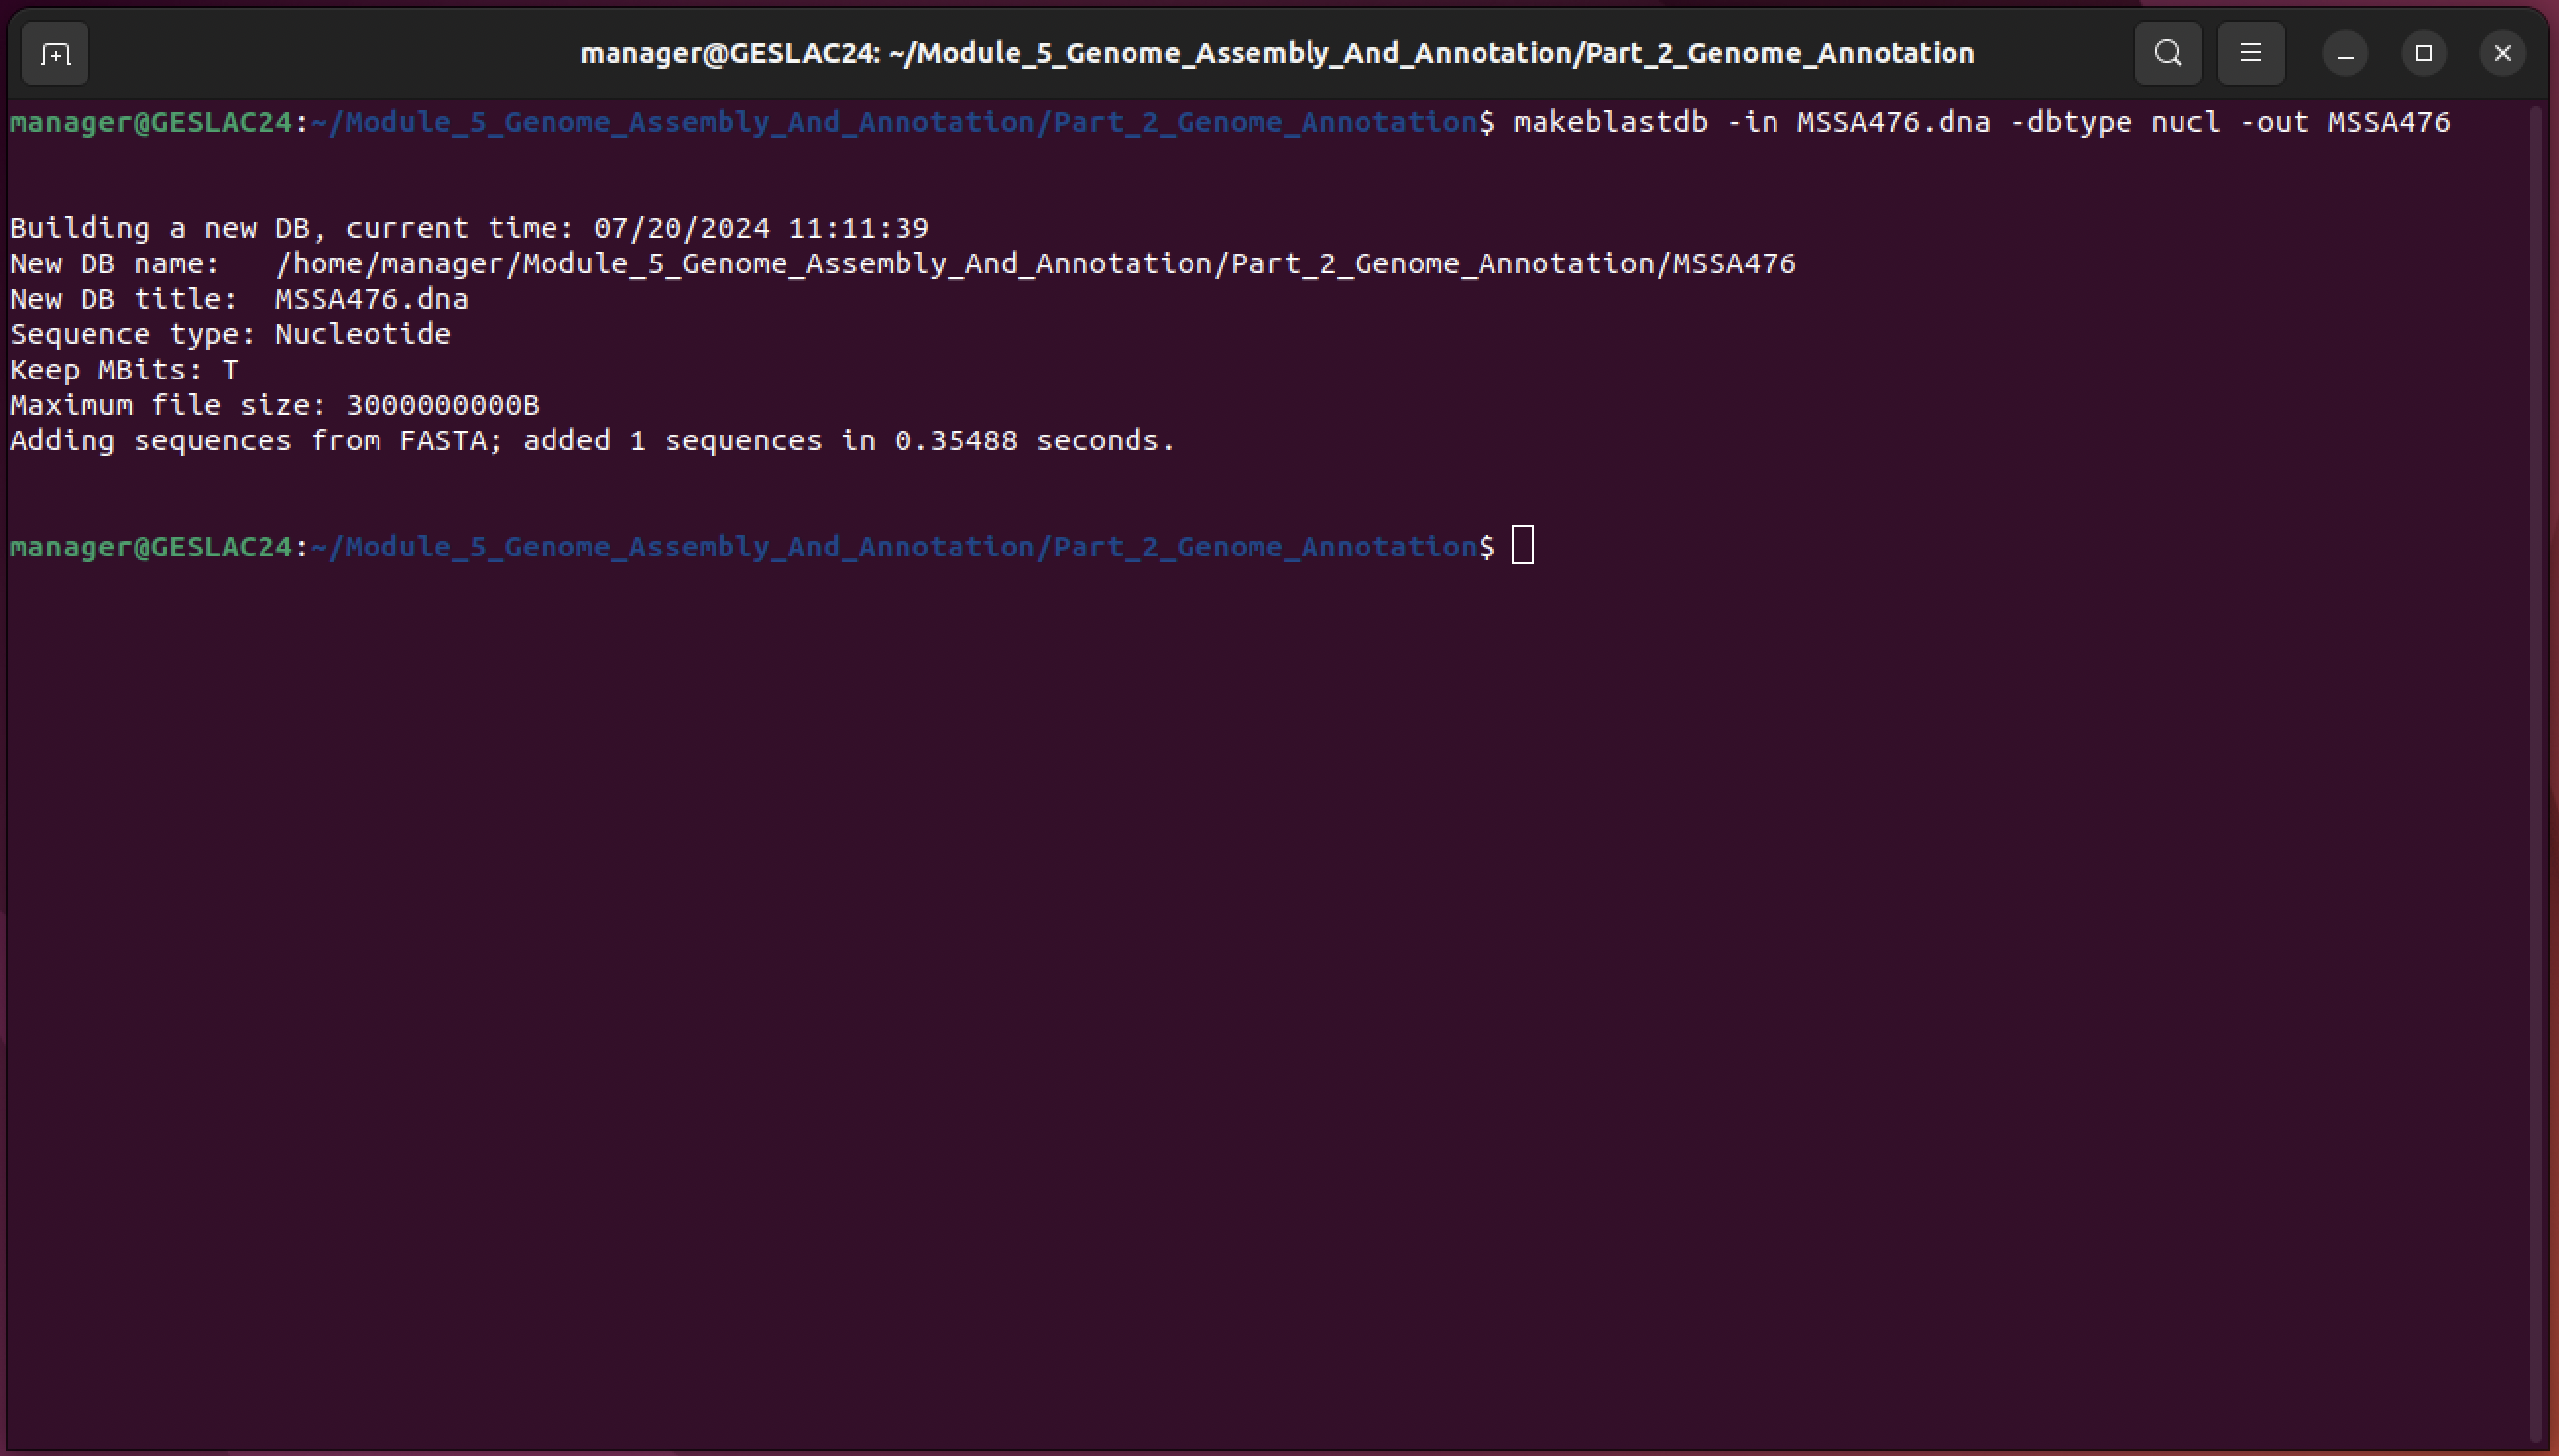 manager@GESLAC24: ~/Module_5_Genome_Assembly_And_Annotation/Part_2_Genome_Annotation
manager@GESLAC24:~/Module_5_Genome_Assembly_And_Annotation/Part_2_Genome_Annotation$ makeblastdb -in MSSA476.dna -dbtype nucl -out MSSA476
Building a new DB, current time: 07/20/2024 11:11:39
New DB name:   /home/manager/Module_5_Genome_Assembly_And_Annotation/Part_2_Genome_Annotation/MSSA476
New DB title:  MSSA476.dna
Sequence type: Nucleotide
Keep MBits: T
Maximum file size: 3000000000B
Adding sequences from FASTA; added 1 sequences in 0.35488 seconds.
manager@GESLAC24:~/Module_5_Genome_Assembly_And_Annotation/Part_2_Genome_Annotation$